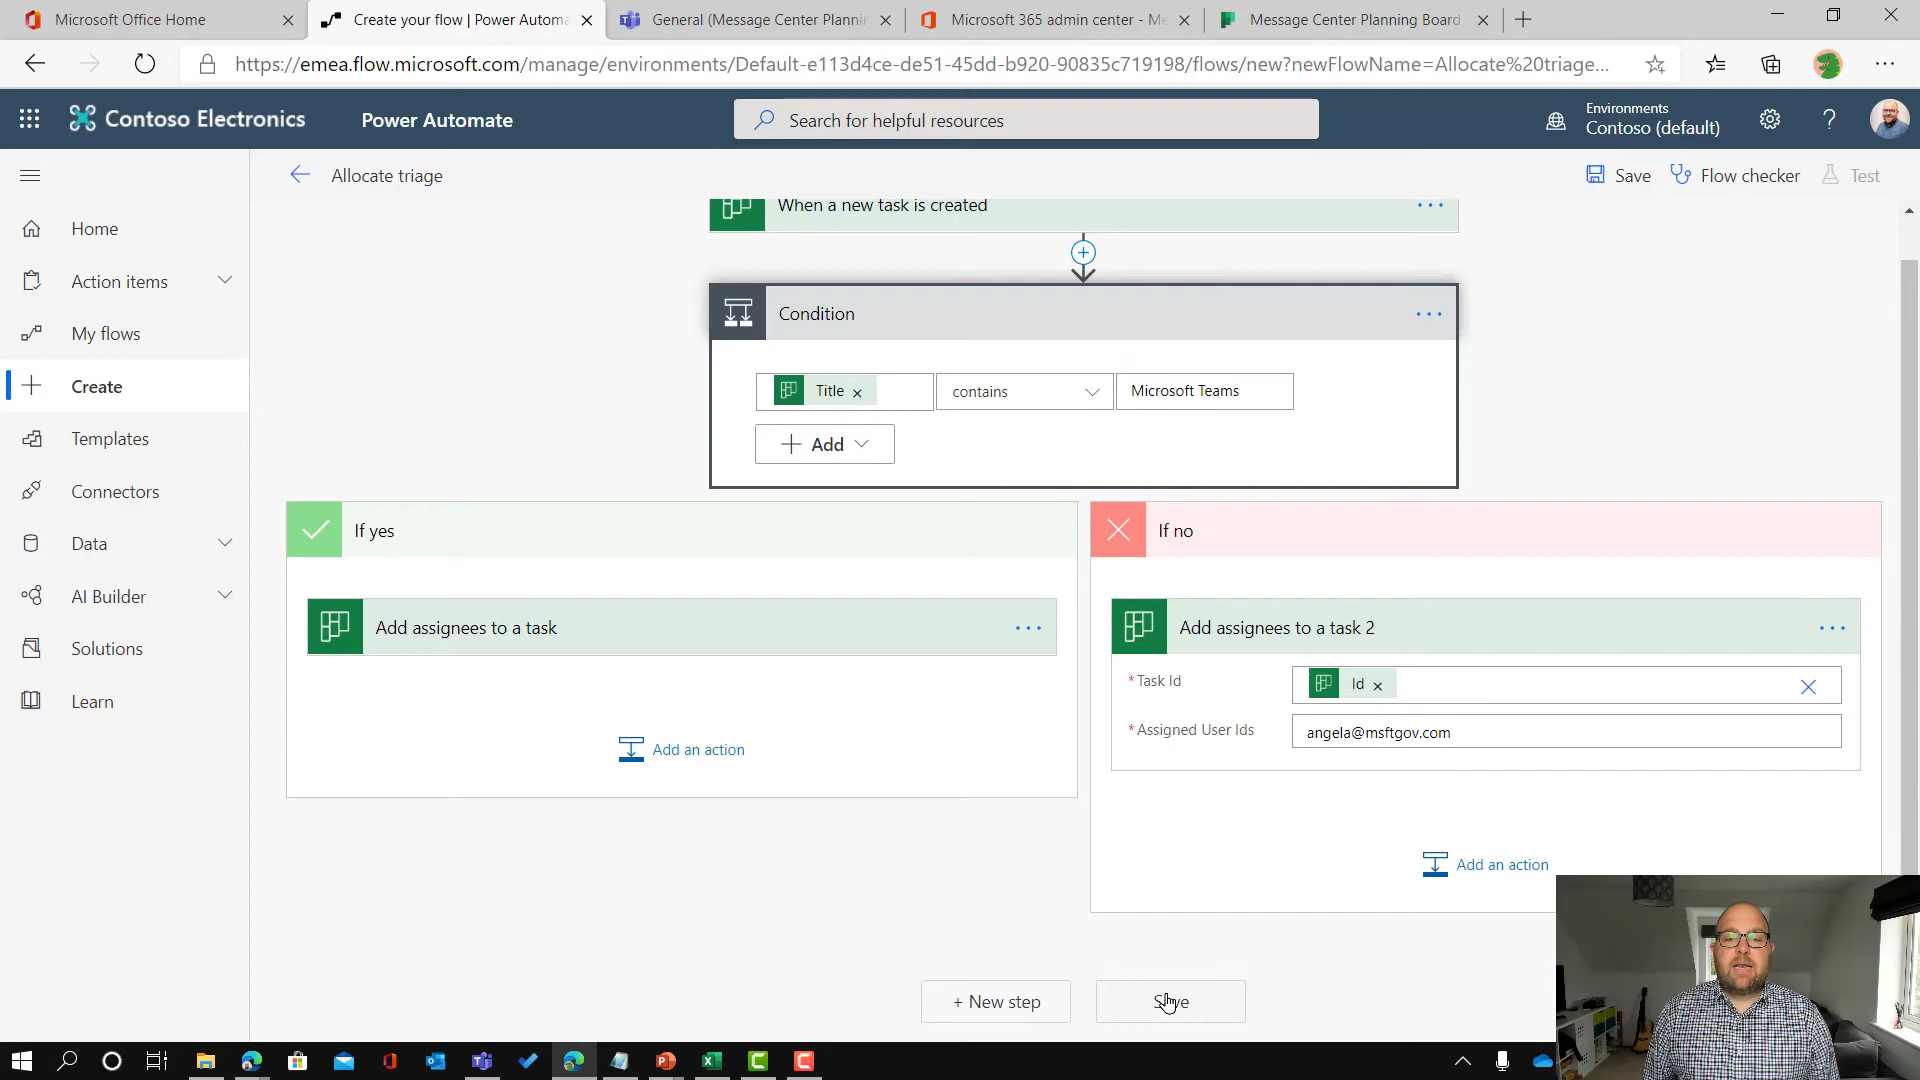 Microsoft Office Home
Create your flow | Power Automa
General (Message Center Plannin
Microsoft 365 admin center - Me
Message Center Planning Board
https://emea.flow.microsoft.com/manage/environments/Default-e113d4ce-de51-45dd-b920-90835c719198/flows/new?newFlowName=Allocate%20triage...
Contoso Electronics
Power Automate
Search for helpful resources
Environments
Contoso (default)
Allocate triage
Save
Flow checker
Test
Home
Action items
My flows
Create
Templates
Connectors
Data
AI Builder
Solutions
Learn
When a new task is created
Condition
Title
contains
Microsoft Teams
Add
If yes
Add assignees to a task
Add an action
If no
Add assignees to a task 2
*Task Id
Id
*Assigned User Ids
angela@msftgov.com
Add an action
+ New step
Save